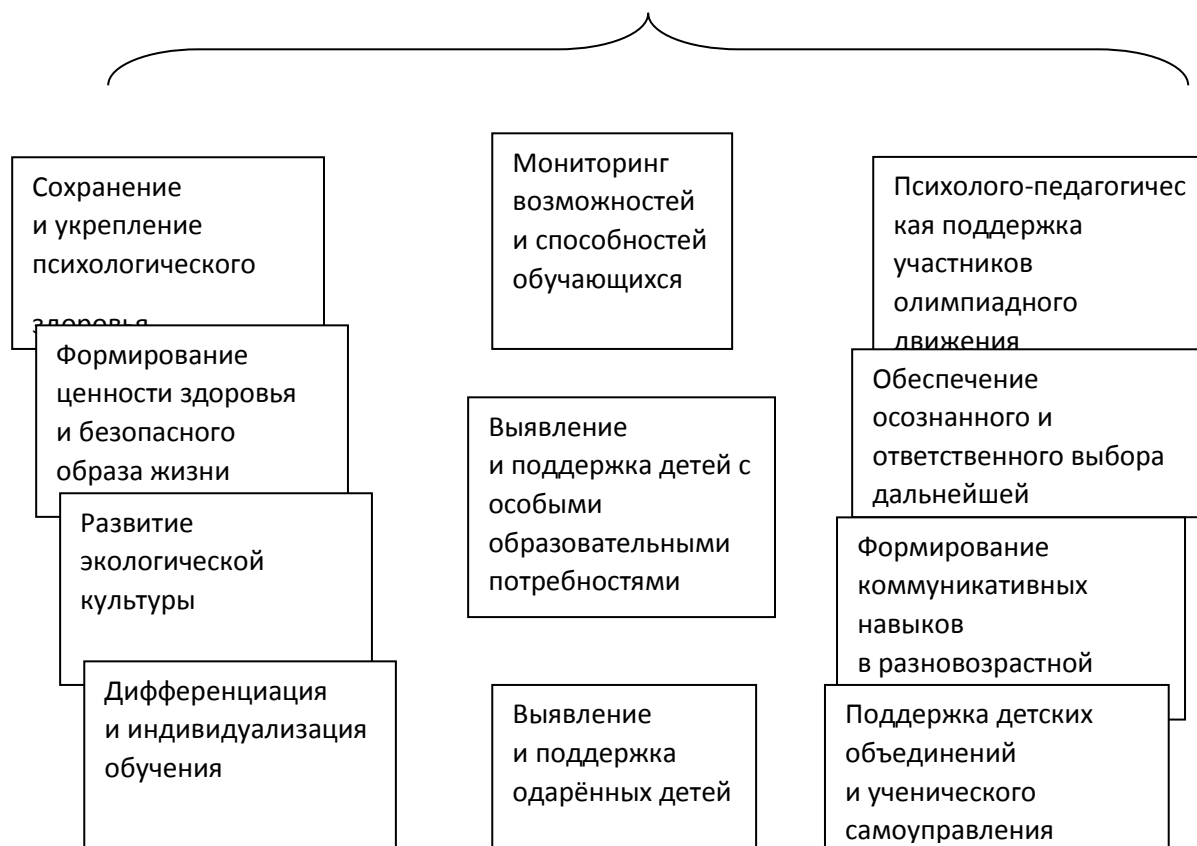 Сохранение
и укрепление
психологического
здоровья
Формирование
ценности здоровья
и безопасного
образа жизни
Развитие
экологической
культуры
Дифференциация
и индивидуализация
обучения
Мониторинг
возможностей
и способностей
обучающихся
Выявление
и поддержка детей с
особыми
образовательными
потребностями
Выявление
и поддержка
одарённых детей
Психолого-педагогичес
кая поддержка
участников
олимпиадного
движения
Обеспечение
осознанного и
ответственного выбора
дальнейшей
Формирование
коммуникативных
навыков
в разновозрастной
Поддержка детских
объединений
и ученического
самоуправления